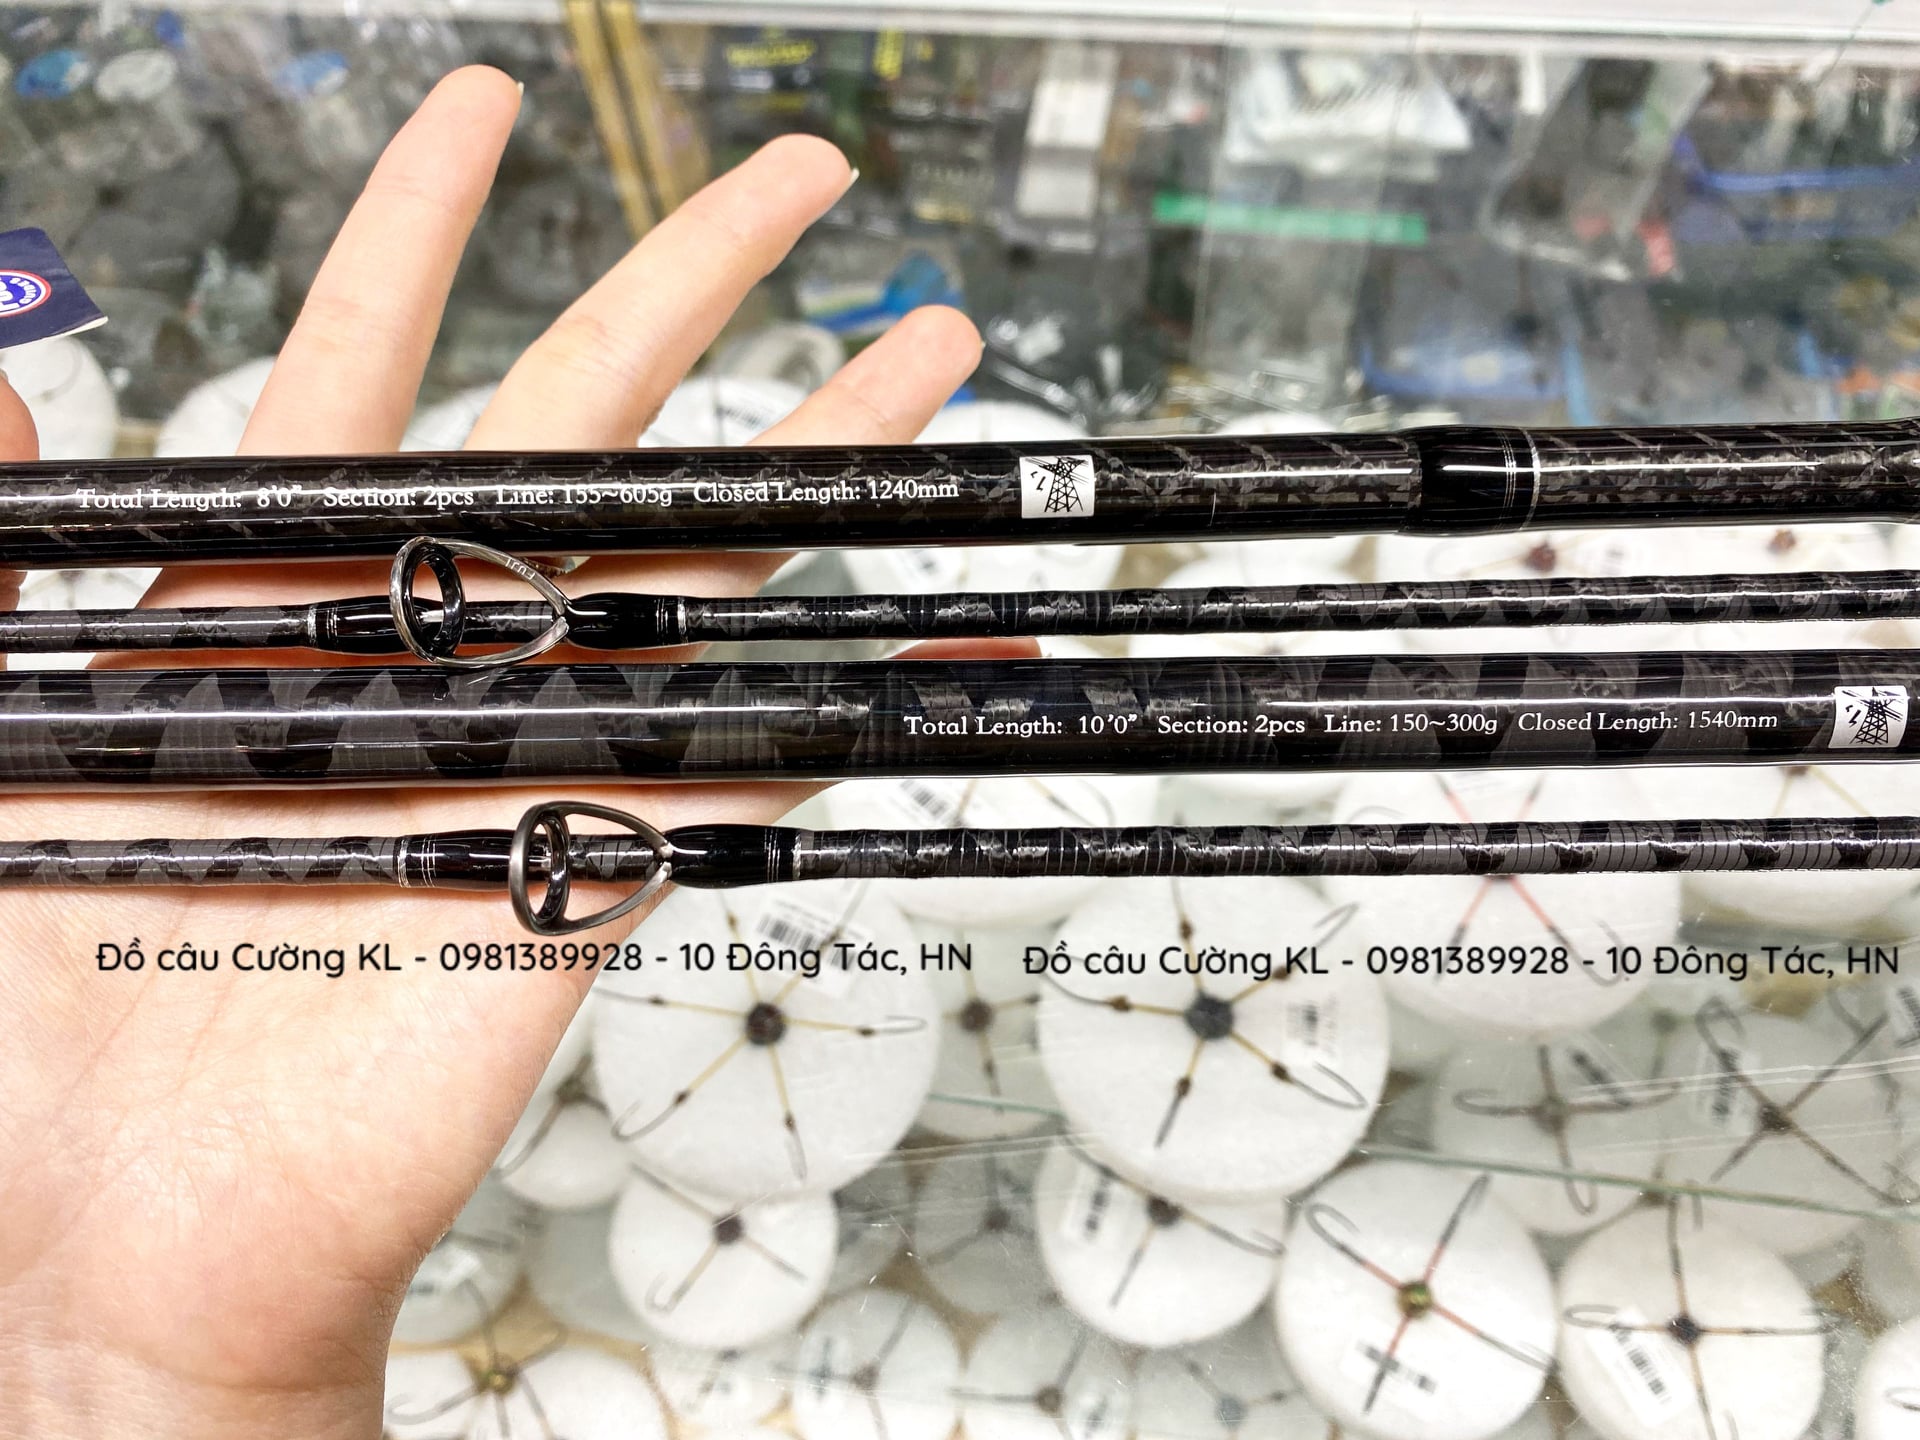 Total Length: 8'0" Section: 2pcs Line: 155~605g Closed Length: 1240mm
FUJI
Total Length: 10'0" Section: 2pcs Line: 150~300g Closed Length: 1540mm
Đồ câu Cường KL - 0981389928 - 10 Đông Tác, HN
Đồ câu Cường KL - 0981389928 - 10 Đông Tác, HN